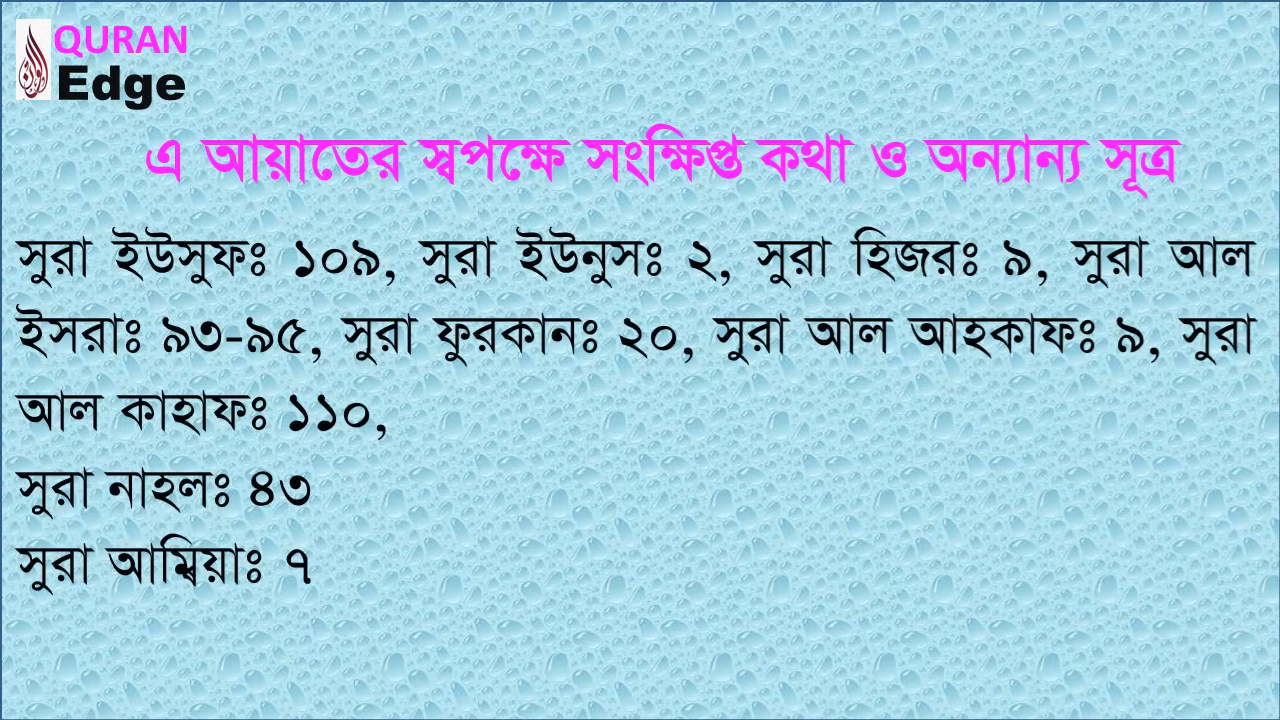 QURAN
Edge
এ আয়াতের স্বপক্ষে সংক্ষিপ্ত কথা ও অন্যান্য সূত্র
সুরা ইউসুফঃ ১০৯, সুরা ইউনুসঃ ২, সুরা হিজরঃ ৯, সুরা আল
ইসরাঃ ৯৩-৯৫, সুরা ফুরকানঃ ২০, সুরা আল আহকাফঃ ৯, সুরা
আল কাহাফঃ ১১০,
সুরা নাহলঃ ৪৩
সুরা আম্বিয়াঃ ৭